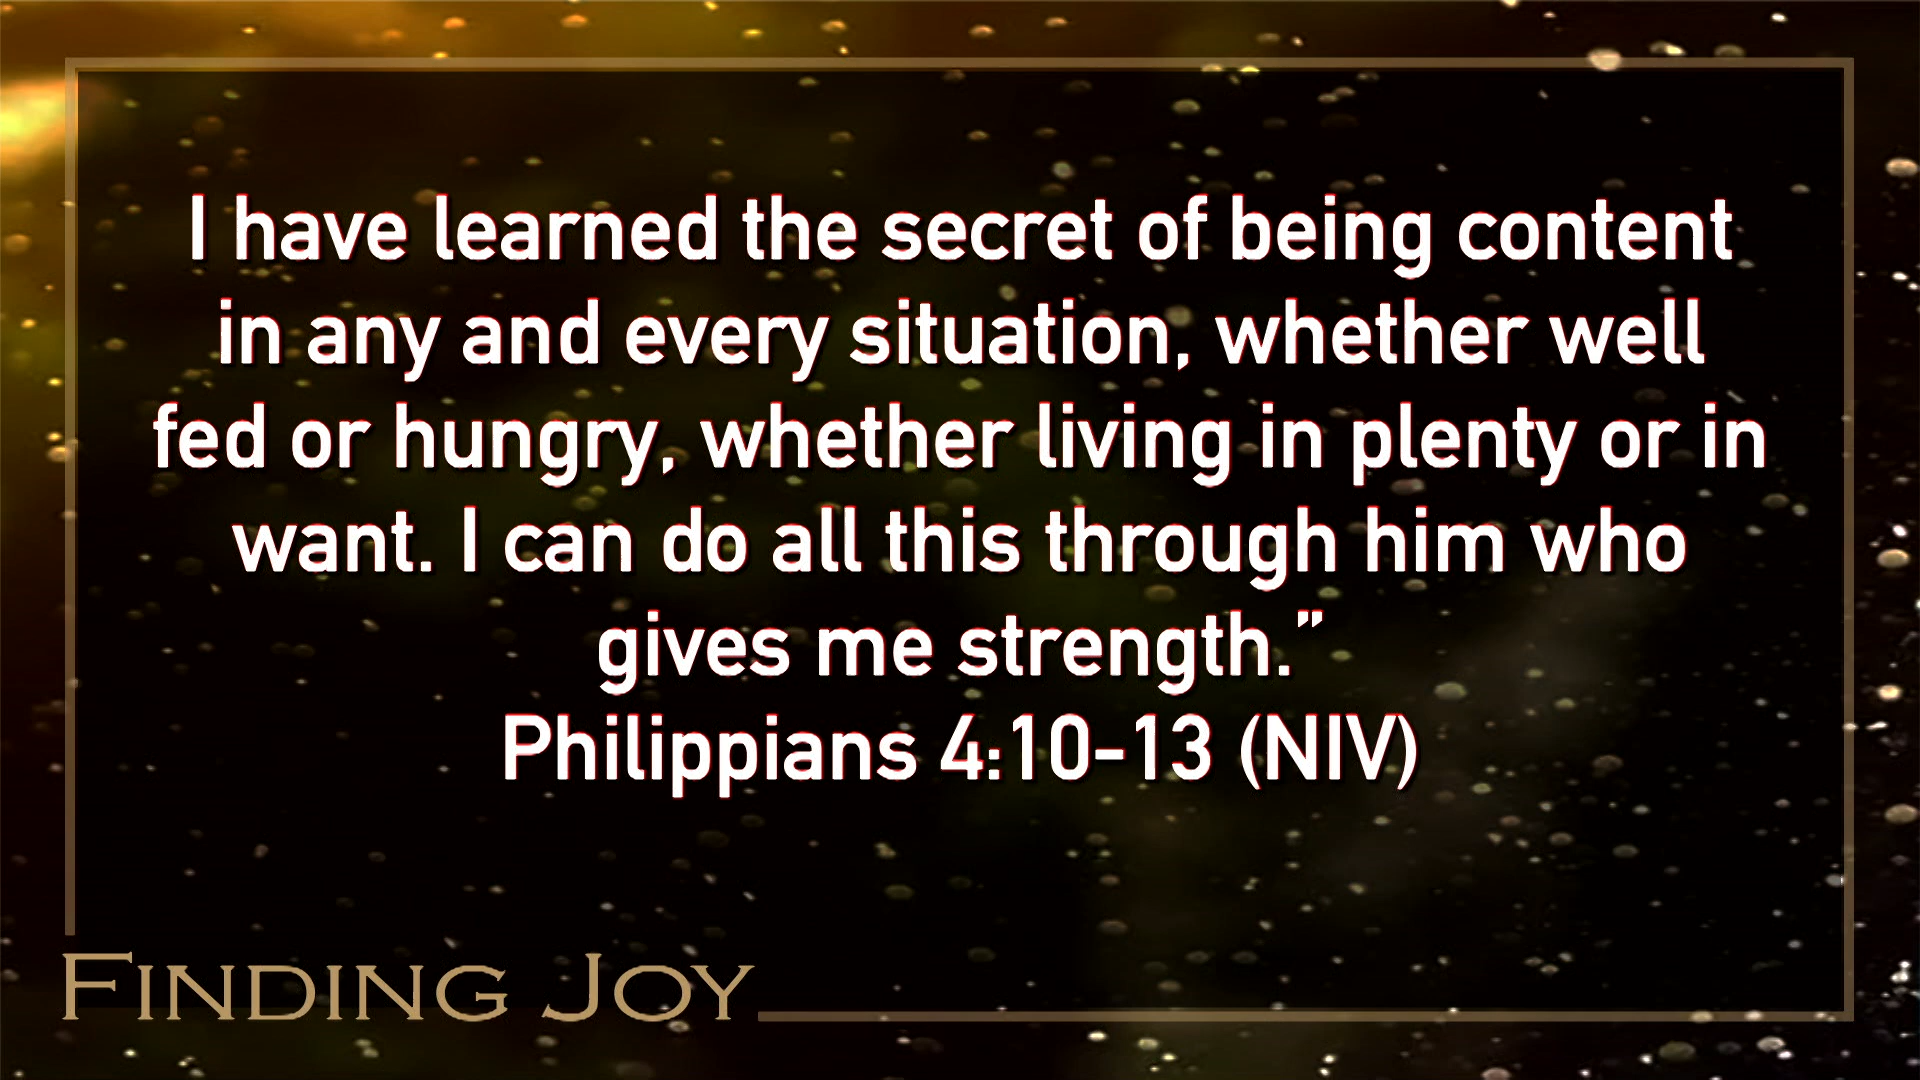 I have learned the secret of being content
in any and every situation, whether well
fed or hungry, whether living in plenty or in
want. I can do all this through him who
gives me strength.”
Philippians 4:10-13 (NIV)
Finding Joy